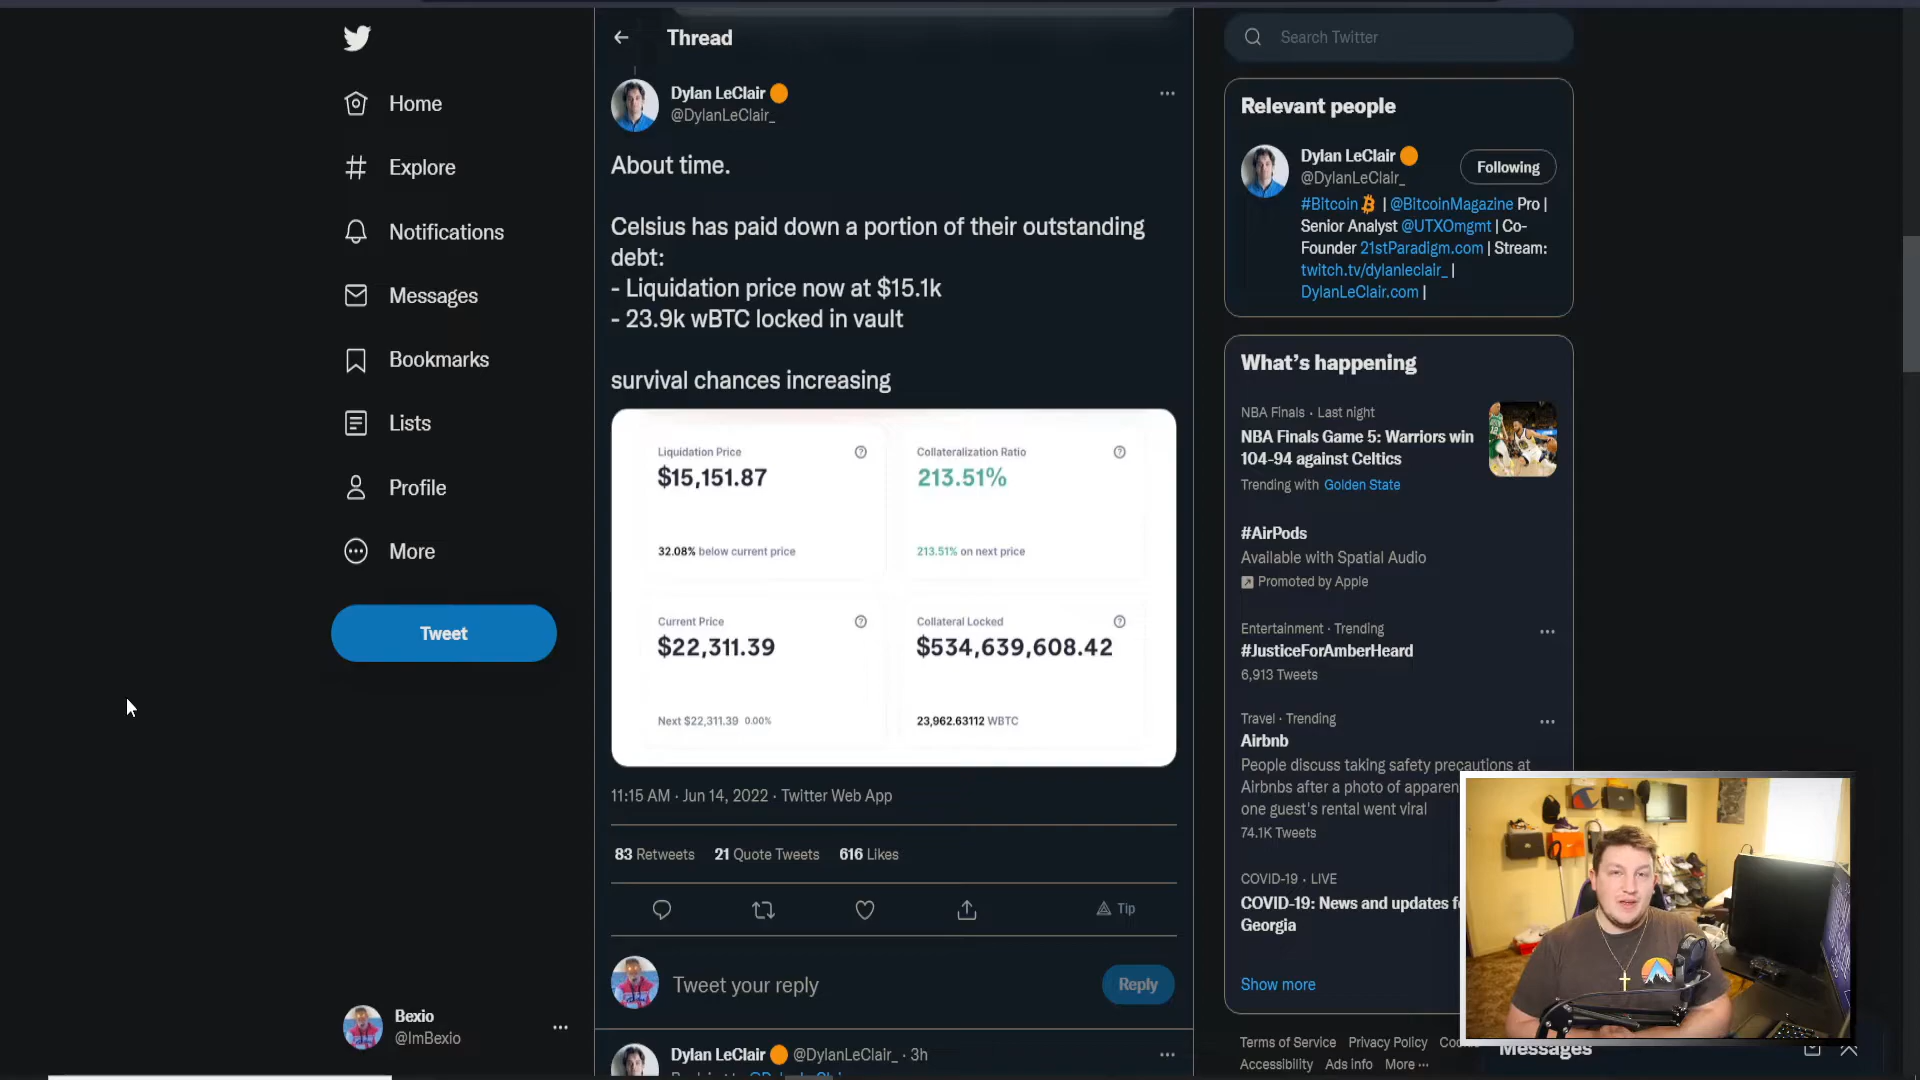 Home
Explore
Notifications
Messages
Bookmarks
Lists
Profile
More
Tweet
Bexio
@ImBexio
Thread
Dylan LeClair
@DylanLeClair_
About time.
Celsius has paid down a portion of their outstanding
debt:
- Liquidation price now at $15.1k
- 23.9k wBTC locked in vault
survival chances increasing
Liquidation Price
$15,151.87
32.08% below current price
Collateralization Ratio
213.51%
213.51% on next price
Current Price
$22,311.39
Next $22,311.39 0.00%
Collateral Locked
$534,639,608.42
23,962.63112 WBTC
11:15 AM · Jun 14, 2022 · Twitter Web App
83 Retweets 21 Quote Tweets 616 Likes
Tip
Tweet your reply
Reply
Dylan LeClair @DylanLeClair_ · 3h
Search Twitter
Relevant people
Dylan LeClair
@DylanLeClair_
Following
#Bitcoin | @BitcoinMagazine Pro |
Senior Analyst @UTXOmgmt | Co-
Founder 21stParadigm.com | Stream:
twitch.tv/dylanleclair_ |
DylanLeClair.com |
What's happening
NBA Finals · Last night
NBA Finals Game 5: Warriors win
104-94 against Celtics
Trending with Golden State
#AirPods
Available with Spatial Audio
Promoted by Apple
Entertainment · Trending
#JusticeForAmberHeard
6,913 Tweets
Travel · Trending
Airbnb
People discuss taking safety precautions at
Airbnbs after a photo of apparen
one guest's rental went viral
74.1K Tweets
COVID-19 · LIVE
COVID-19: News and updates f
Georgia
Show more
Terms of Service Privacy Policy
Accessibility Ads info More ···
Messages